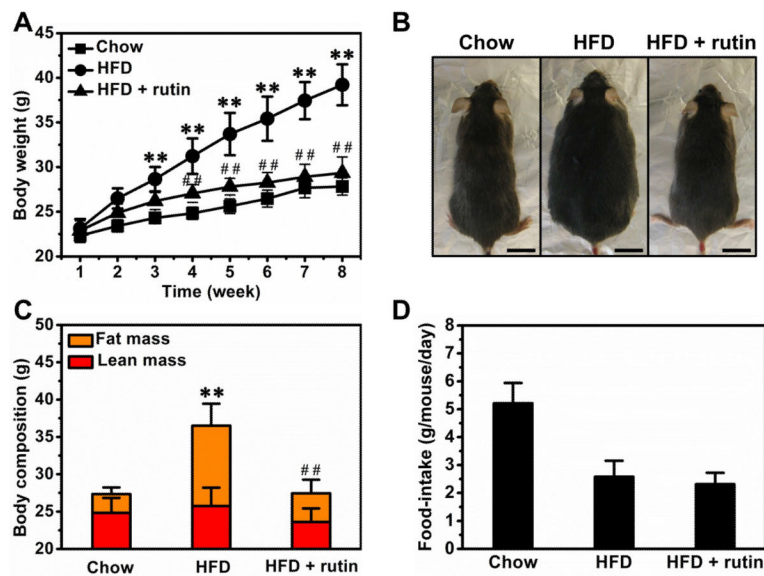 A
Chow
HFD
HFD + rutin
Body weight (g)
45
40
35
30
25
20
** ** ** ** ** **
## ## ## ## ##
1 2 3 4 5 6 7 8
Time (week)
B
Chow HFD HFD + rutin
C
Fat mass
Lean mass
Body composition (g)
50
45
40
35
30
25
20
**
##
Chow HFD HFD + rutin
D
Food-intake (g/mouse/day)
8
7
6
5
4
3
2
1
0
Chow HFD HFD + rutin